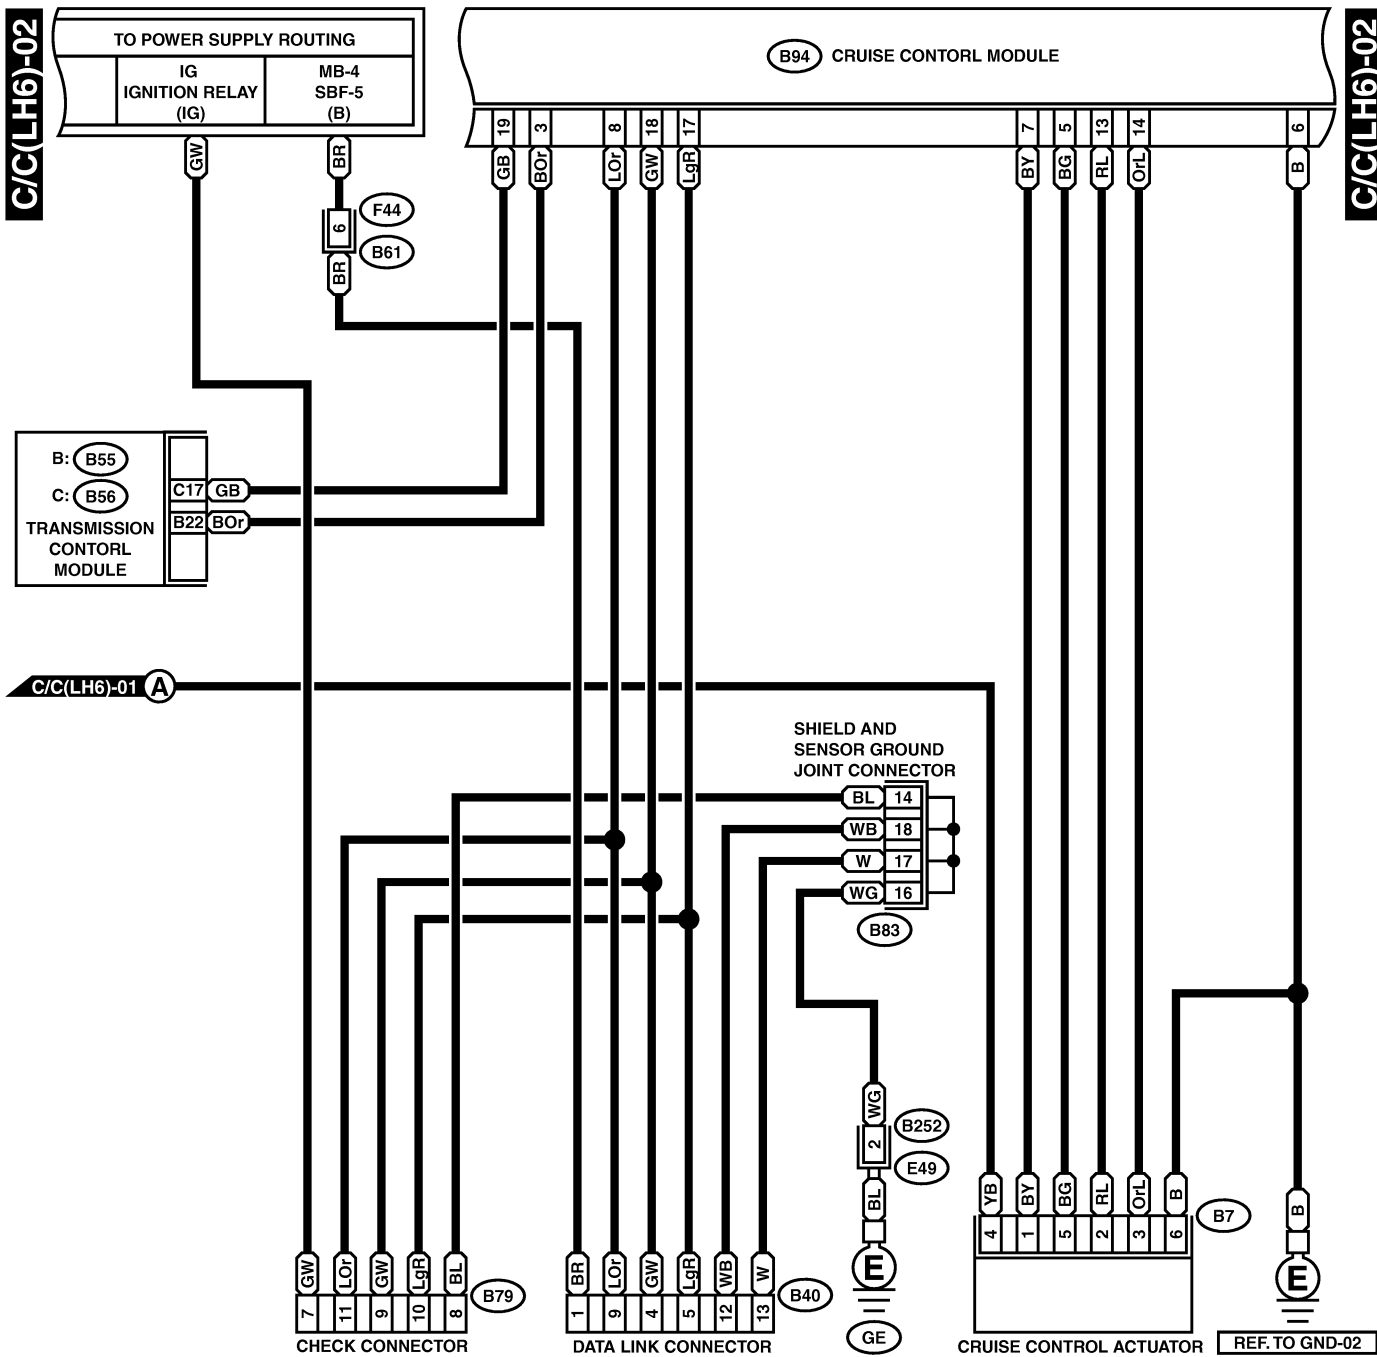 C/C(LH6)-02
TO POWER SUPPLY ROUTING
IG
IGNITION RELAY
(IG)
MB-4
SBF-5
(B)
B94 CRUISE CONTORL MODULE
C/C(LH6)-02
19 3 8 18 17 7 5 13 14 6
GW BR GB BOr LOr GW LgR BY BG RL OrL B
F44
6
B61
BR
B: B55
C: B56
TRANSMISSION
CONTORL
MODULE
C17 GB
B22 BOr
C/C(LH6)-01 A
SHIELD AND
SENSOR GROUND
JOINT CONNECTOR
BL 14
WB 18
W 17
WG 16
B83
WG
B252
2
E49
BL
E
GE
YB BY BG RL OrL B
B7
4 1 5 2 3 6
CRUISE CONTROL ACTUATOR
B
E
REF. TO GND-02
GW LOr GW LgR BL
B79
7 11 9 10 8
CHECK CONNECTOR
BR LOr GW LgR WB W
B40
1 9 4 5 12 13
DATA LINK CONNECTOR